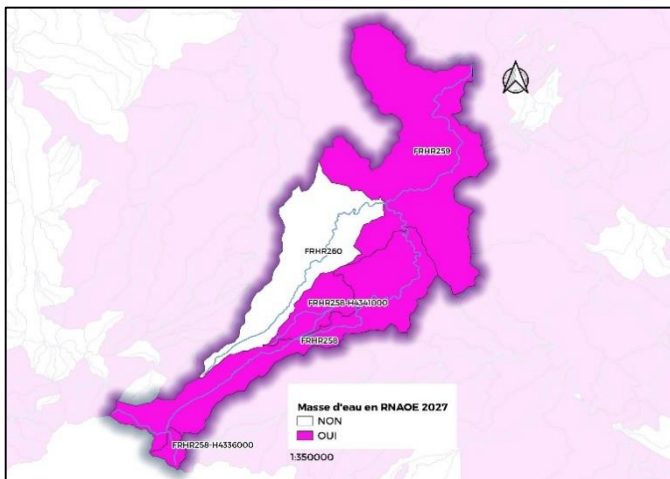 FRHR259
FRHR260
FRHR258-H4341000
FRHR258
FRHR258-H4336000
Masse d'eau en RNAOE 2027
NON
OUI
1:350000